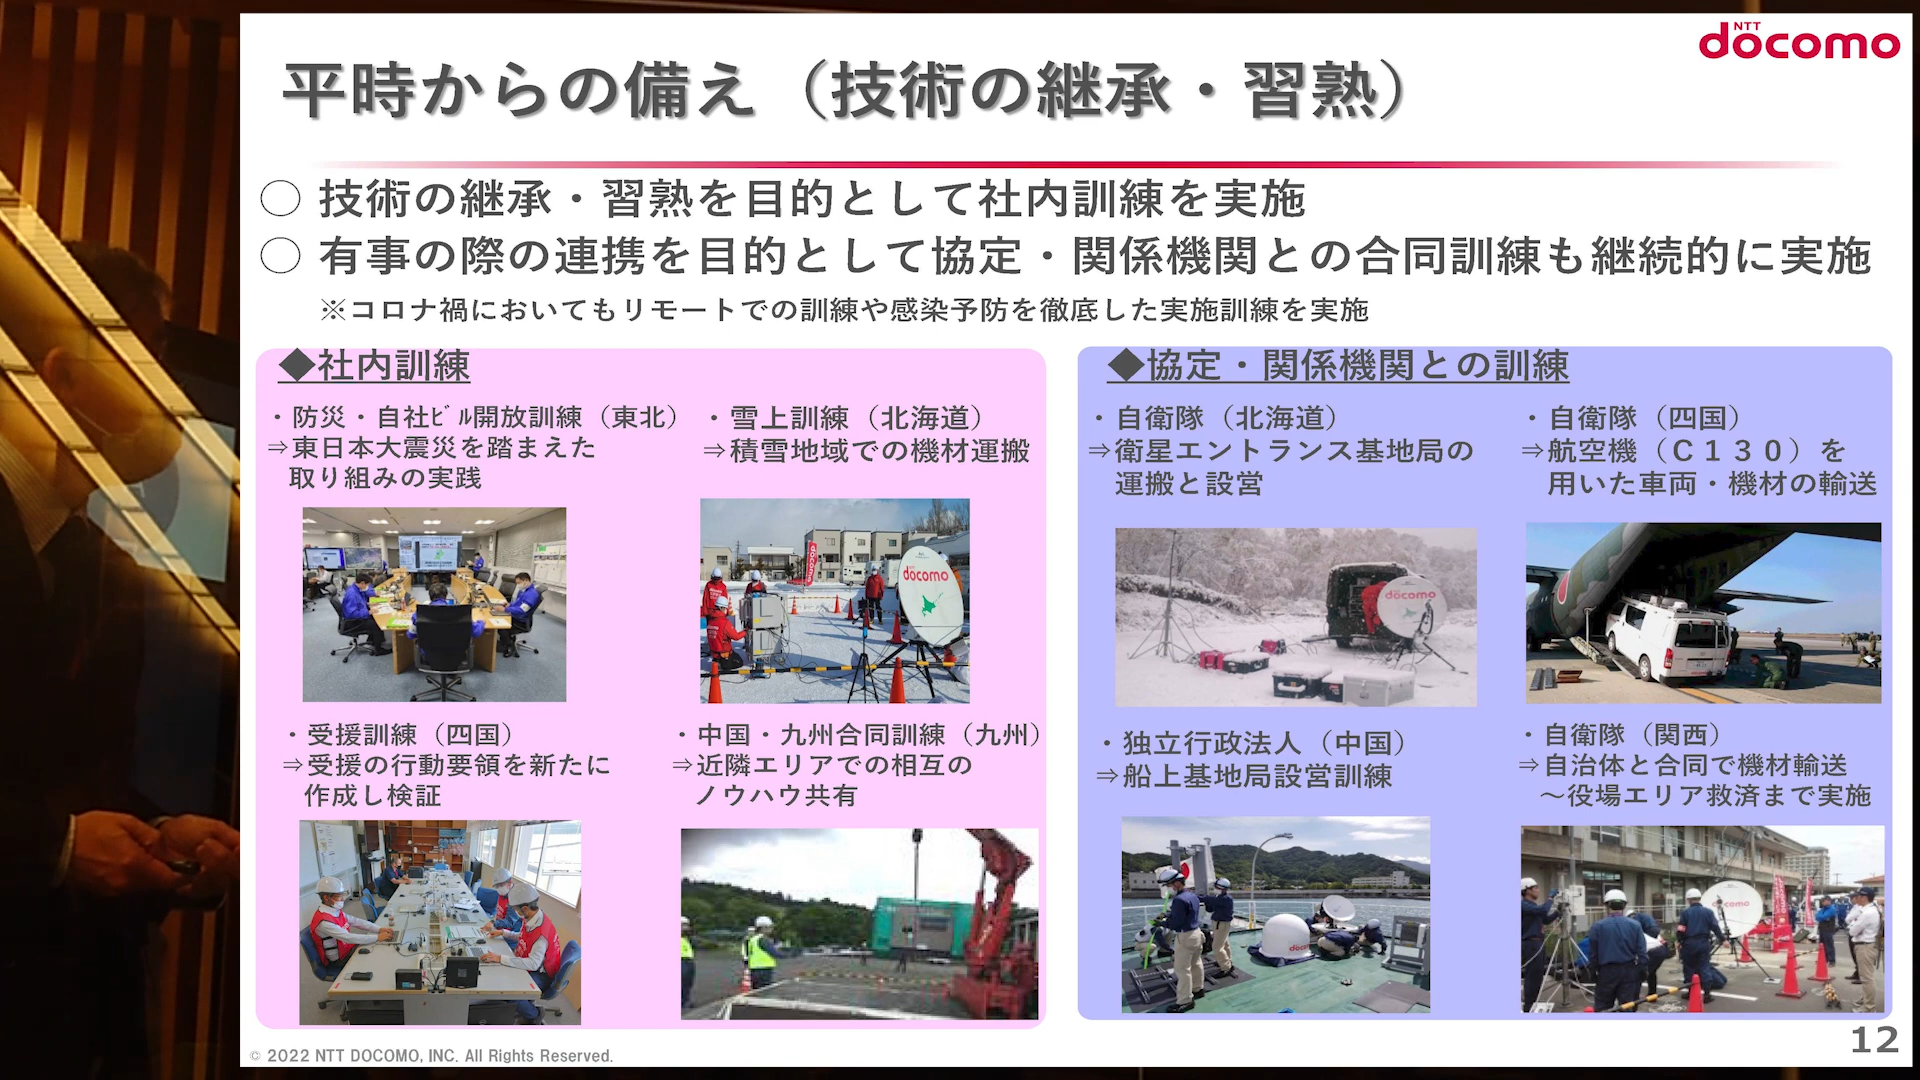 NTT
docomo
平時からの備え（技術の継承・習熟）
○ 技術の継承・習熟を目的として社内訓練を実施
○ 有事の際の連携を目的として協定・関係機関との合同訓練も継続的に実施
※コロナ禍においてもリモートでの訓練や感染予防を徹底した実施訓練を実施
◆社内訓練
・防災・自社ﾋﾞﾙ開放訓練（東北）
⇒東日本大震災を踏まえた
取り組みの実践
・雪上訓練（北海道）
⇒積雪地域での機材運搬
docomo
・受援訓練（四国）
⇒受援の行動要領を新たに
作成し検証
・中国・九州合同訓練（九州）
⇒近隣エリアでの相互の
ノウハウ共有
◆協定・関係機関との訓練
・自衛隊（北海道）
⇒衛星エントランス基地局の
運搬と設営
docomo
・自衛隊（四国）
⇒航空機（Ｃ１３０）を
用いた車両・機材の輸送
・独立行政法人（中国）
⇒船上基地局設営訓練
・自衛隊（関西）
⇒自治体と合同で機材輸送
～役場エリア救済まで実施
© 2022 NTT DOCOMO, INC. All Rights Reserved.
12